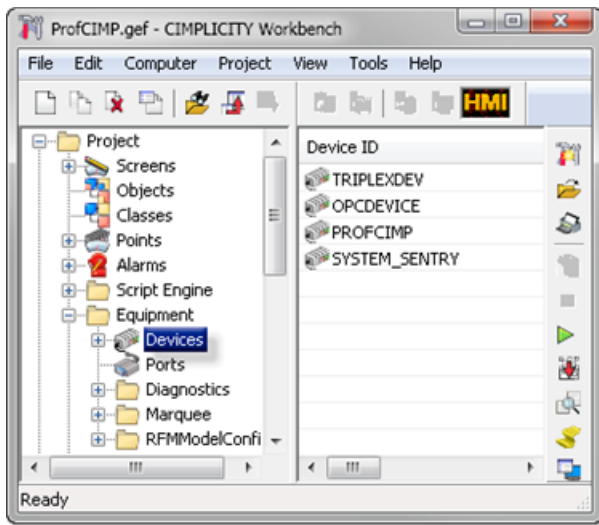 ProfCIMP.gef - CIMPLICITY Workbench
File Edit Computer Project View Tools Help
HMI
Project
Screens
Objects
Classes
Points
Alarms
Script Engine
Equipment
Devices
Ports
Diagnostics
Marquee
RFMModelConfi
Device ID
TRIPLEXDEV
OPCDEVICE
PROFCIMP
SYSTEM_SENTRY
Ready